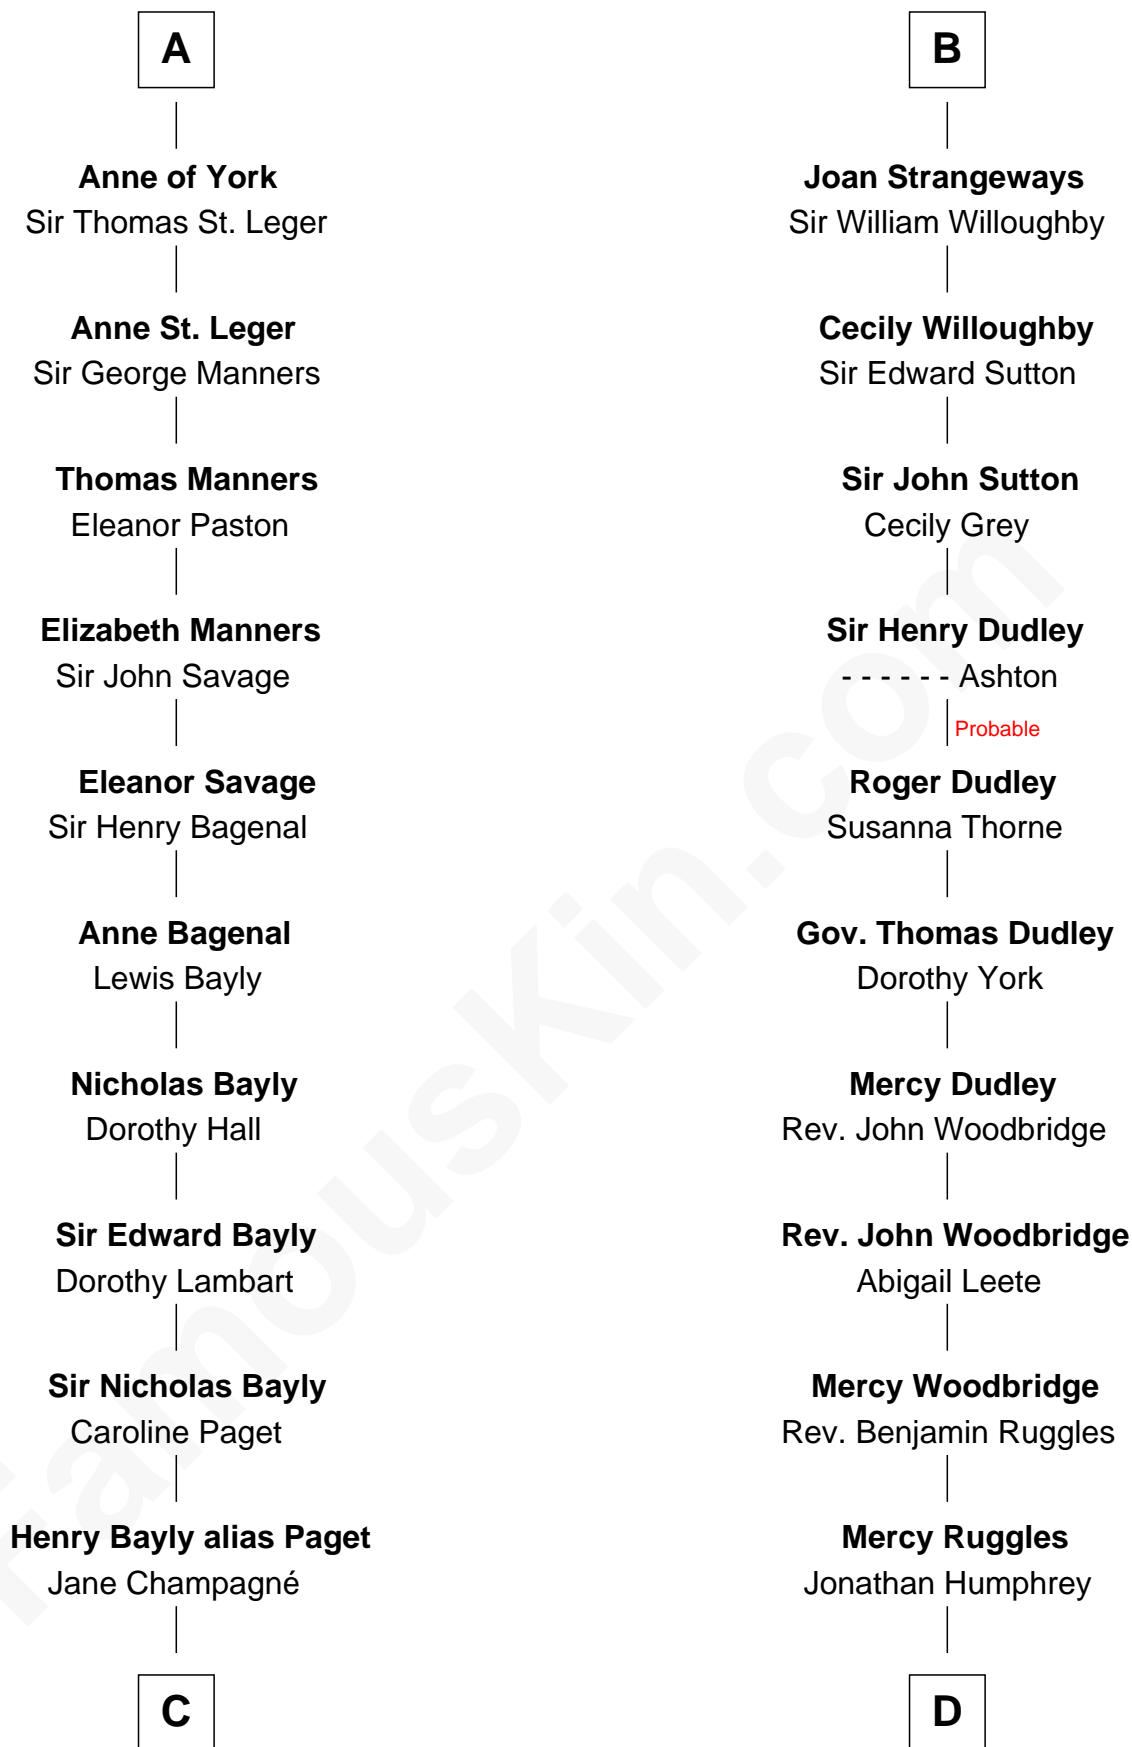 A
Anne of York
Sir Thomas St. Leger
Anne St. Leger
Sir George Manners
Thomas Manners
Eleanor Paston
Elizabeth Manners
Sir John Savage
Eleanor Savage
Sir Henry Bagenal
Anne Bagenal
Lewis Bayly
Nicholas Bayly
Dorothy Hall
Sir Edward Bayly
Dorothy Lambart
Sir Nicholas Bayly
Caroline Paget
Henry Bayly alias Paget
Jane Champagné
C
B
Joan Strangeways
Sir William Willoughby
Cecily Willoughby
Sir Edward Sutton
Sir John Sutton
Cecily Grey
Sir Henry Dudley
- - - - - - Ashton
Probable
Roger Dudley
Susanna Thorne
Gov. Thomas Dudley
Dorothy York
Mercy Dudley
Rev. John Woodbridge
Rev. John Woodbridge
Abigail Leete
Mercy Woodbridge
Rev. Benjamin Ruggles
Mercy Ruggles
Jonathan Humphrey
D
FamousKin.com